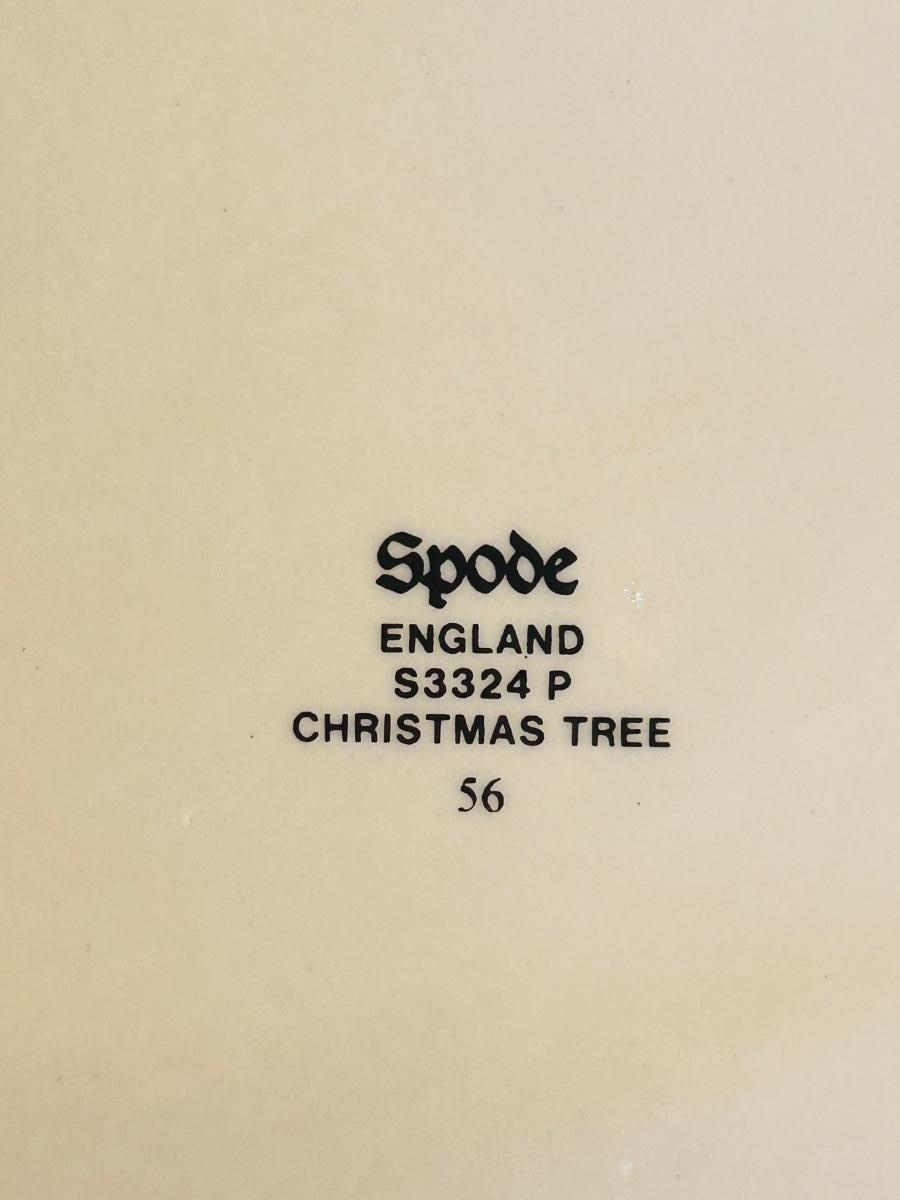 Spode
ENGLAND
S3324 P
CHRISTMAS TREE
56